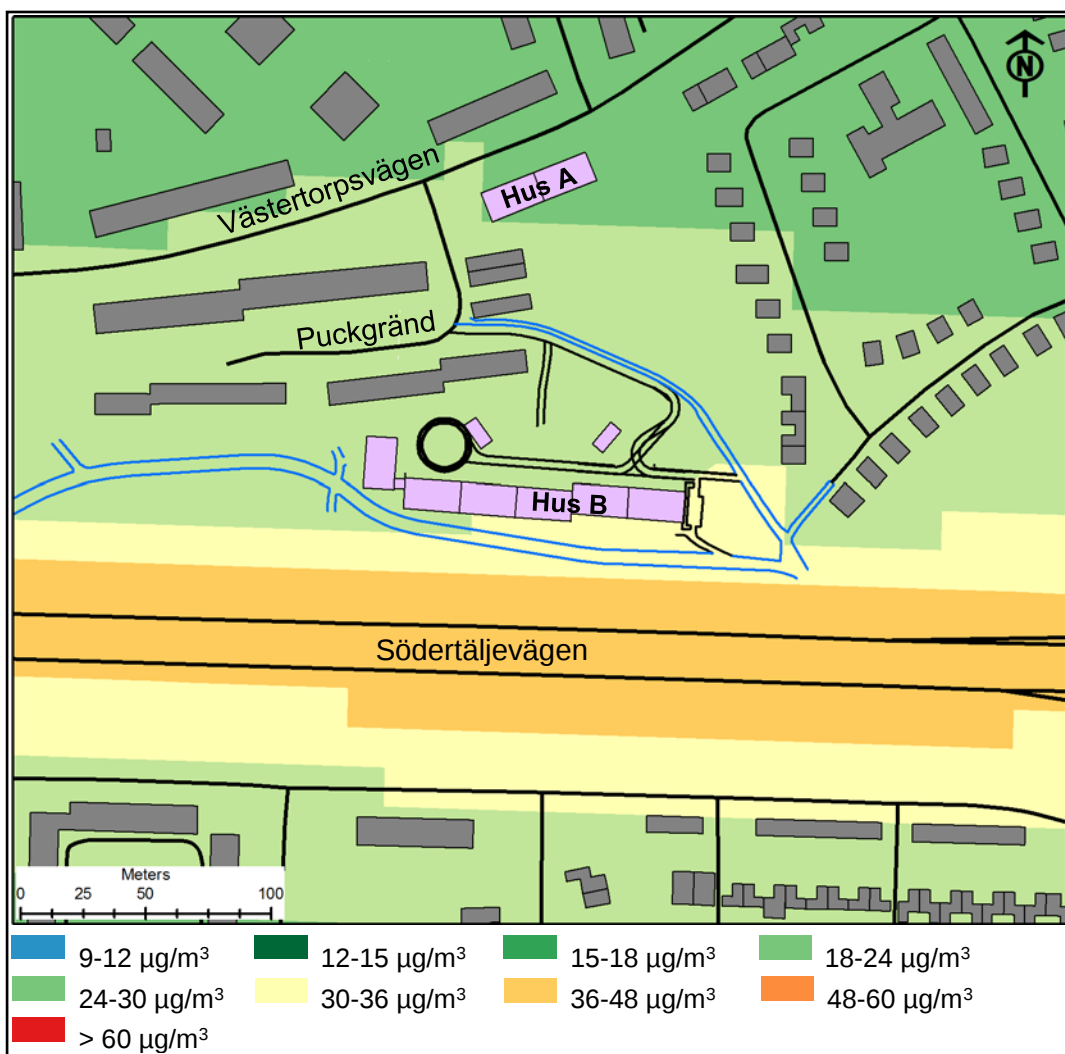 N
Västertorpsvägen
Hus A
Puckgränd
Hus B
Södertäljevägen
Meters
0 25 50 100
9-12 µg/m³ 12-15 µg/m³ 15-18 µg/m³ 18-24 µg/m³
24-30 µg/m³ 30-36 µg/m³ 36-48 µg/m³ 48-60 µg/m³
> 60 µg/m³